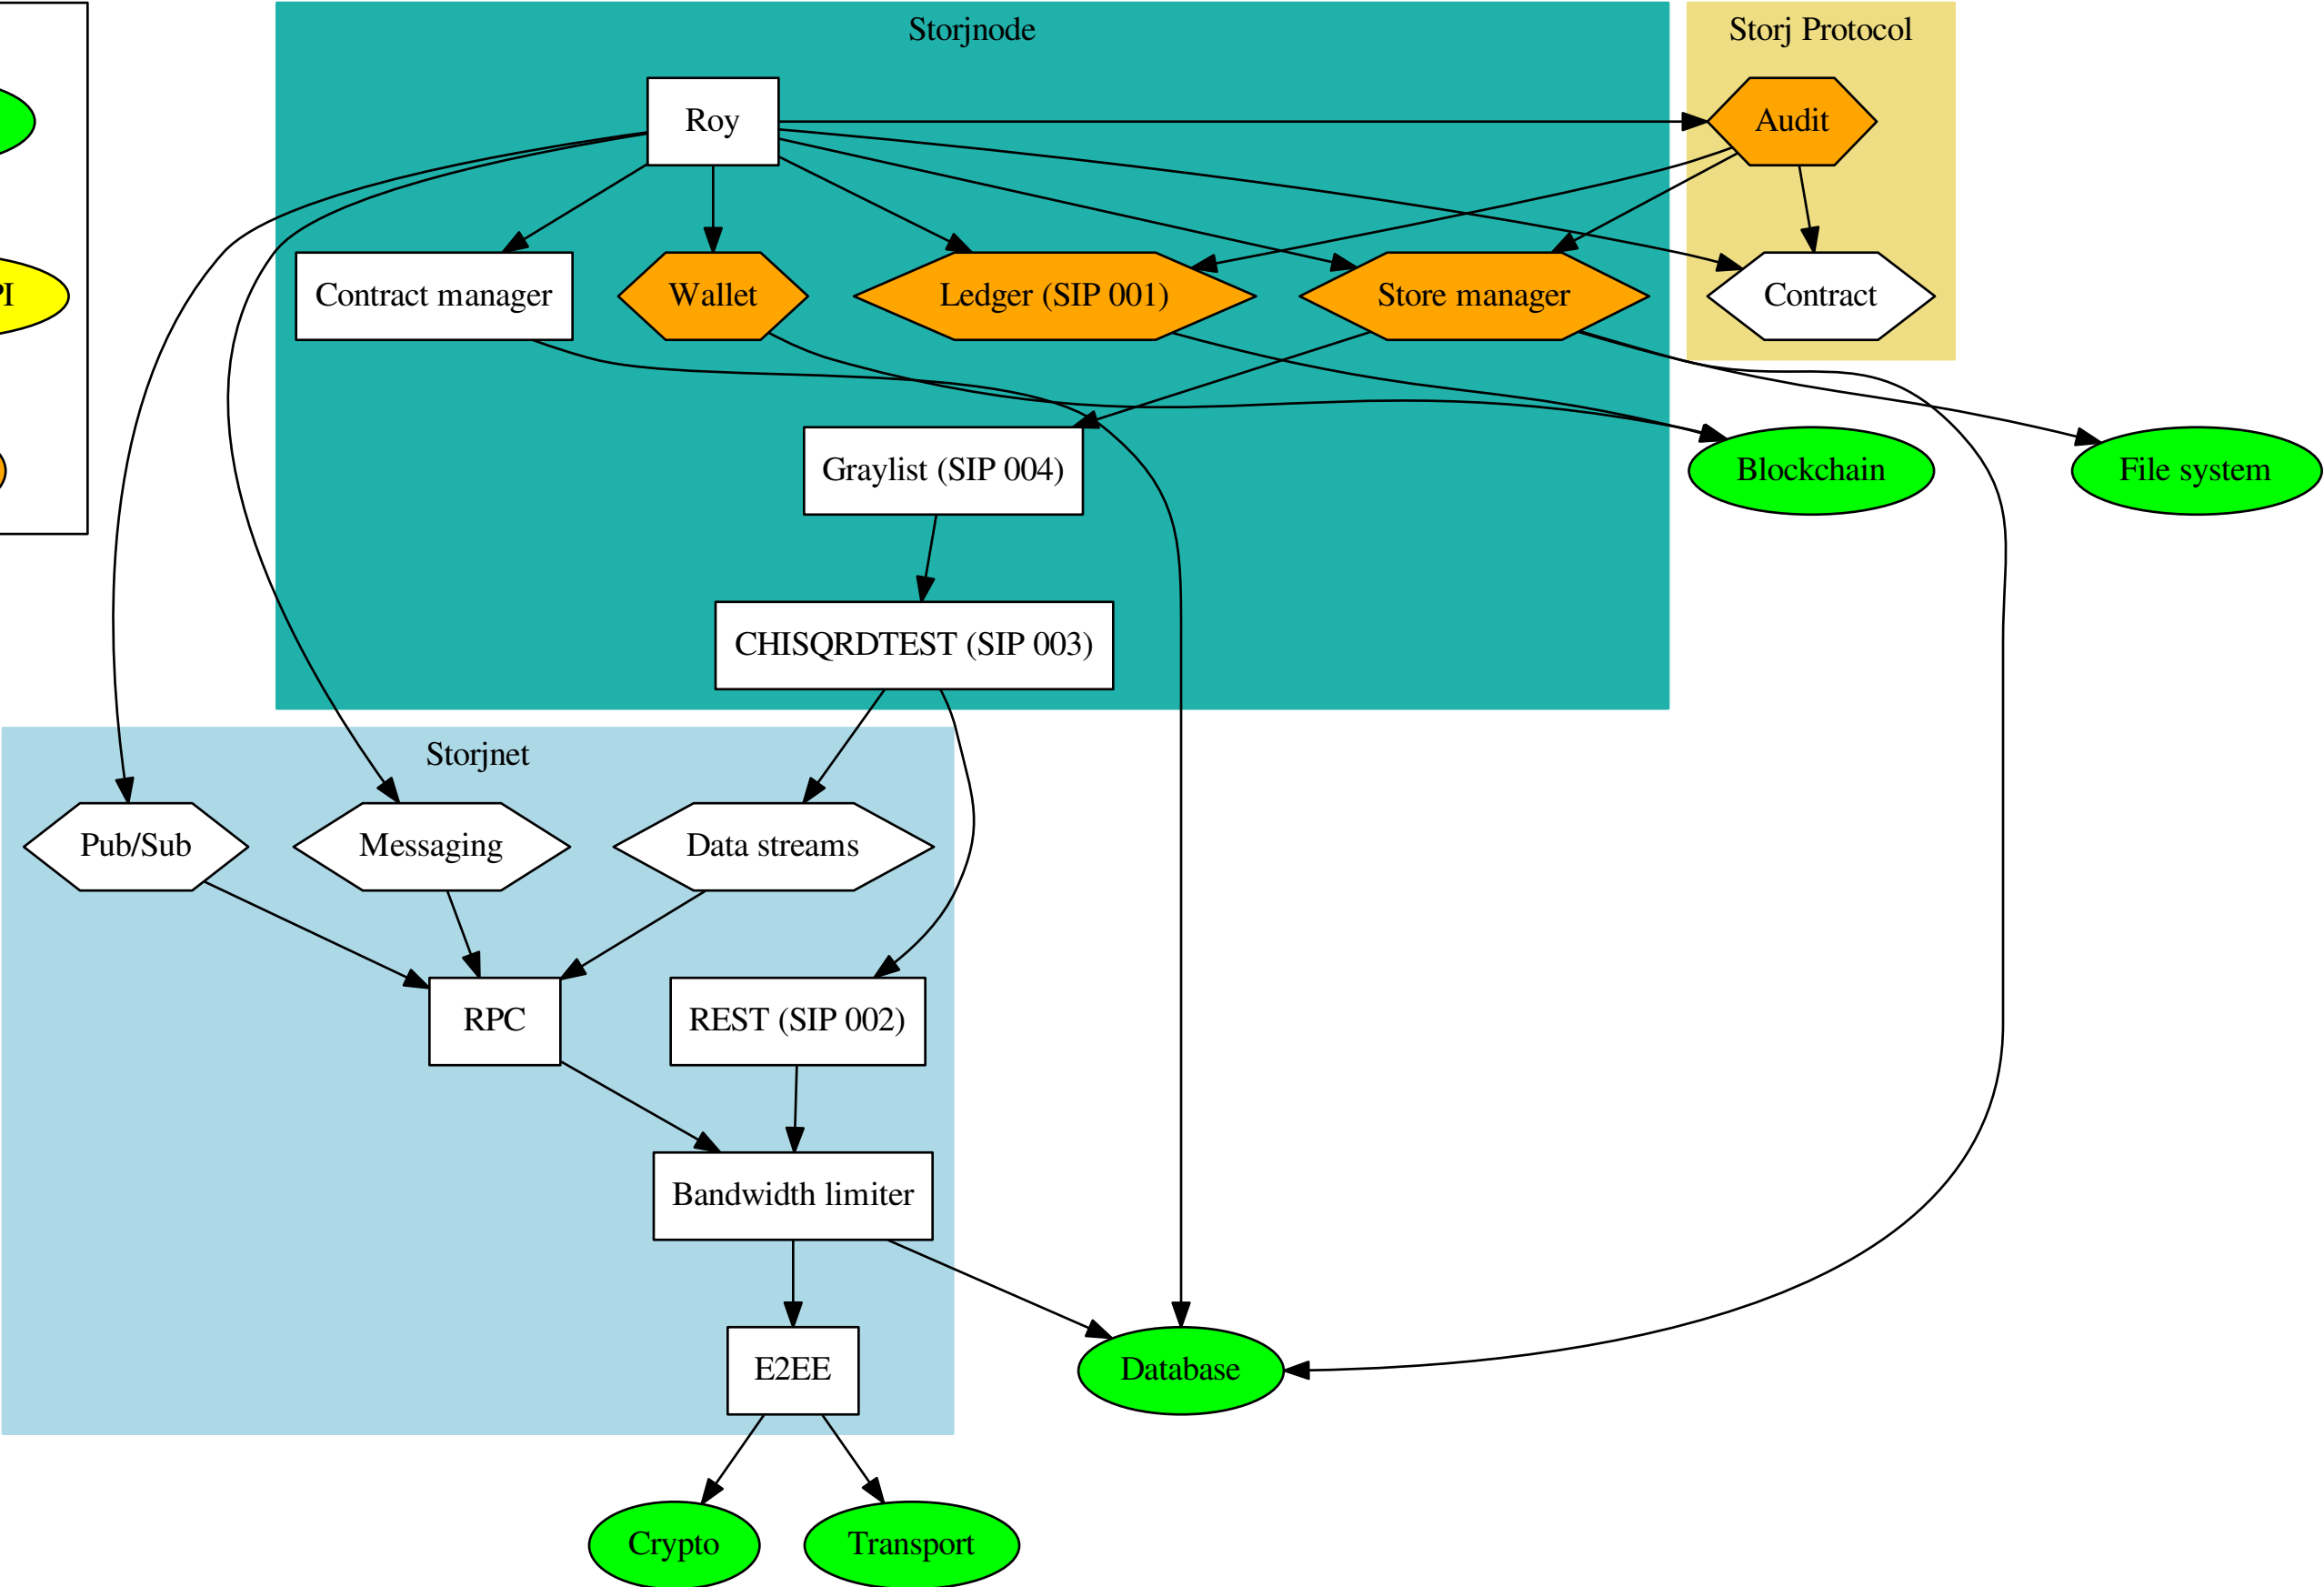 Storjnode
Storj Protocol
Roy
Audit
Contract manager
Wallet
Ledger (SIP 001)
Store manager
Contract
Graylist (SIP 004)
Blockchain
File system
CHISQRDTEST (SIP 003)
Storjnet
Pub/Sub
Messaging
Data streams
RPC
REST (SIP 002)
Bandwidth limiter
E2EE
Database
Crypto
Transport